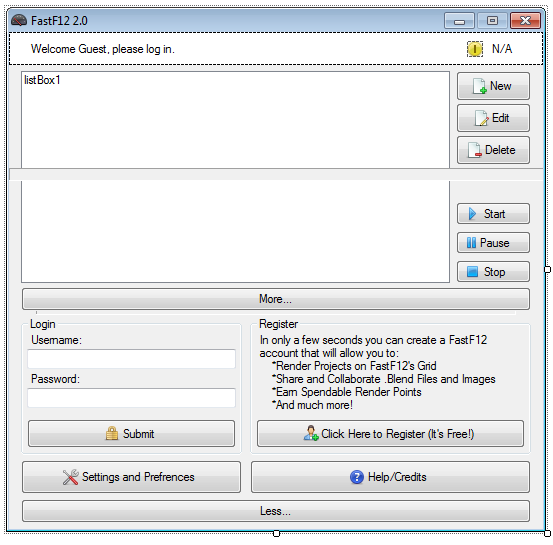 FastF12 2.0
Welcome Guest, please log in.
N/A
listBox1
New
Edit
Delete
Start
Pause
Stop
More...
Login
Username:
Password:
Submit
Register
In only a few seconds you can create a FastF12
account that will allow you to:
*Render Projects on FastF12's Grid
*Share and Collaborate .Blend Files and Images
*Earn Spendable Render Points
*And much more!
Click Here to Register (It's Free!)
Settings and Prefrences
Help/Credits
Less...